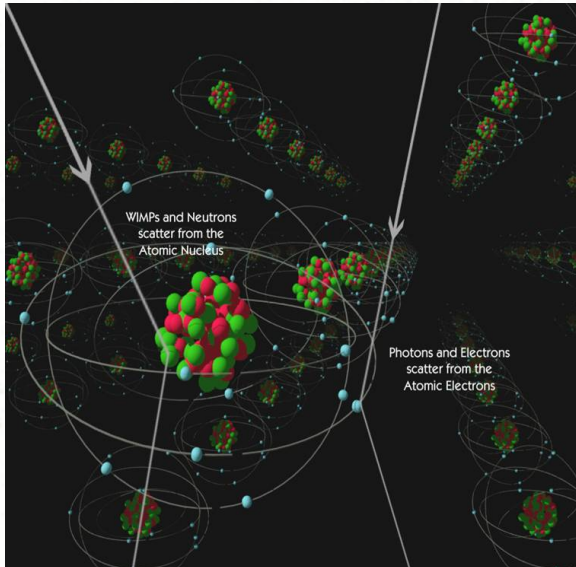 WIMPs and Neutrons
scatter from the
Atomic Nucleus
Photons and Electrons
scatter from the
Atomic Electrons